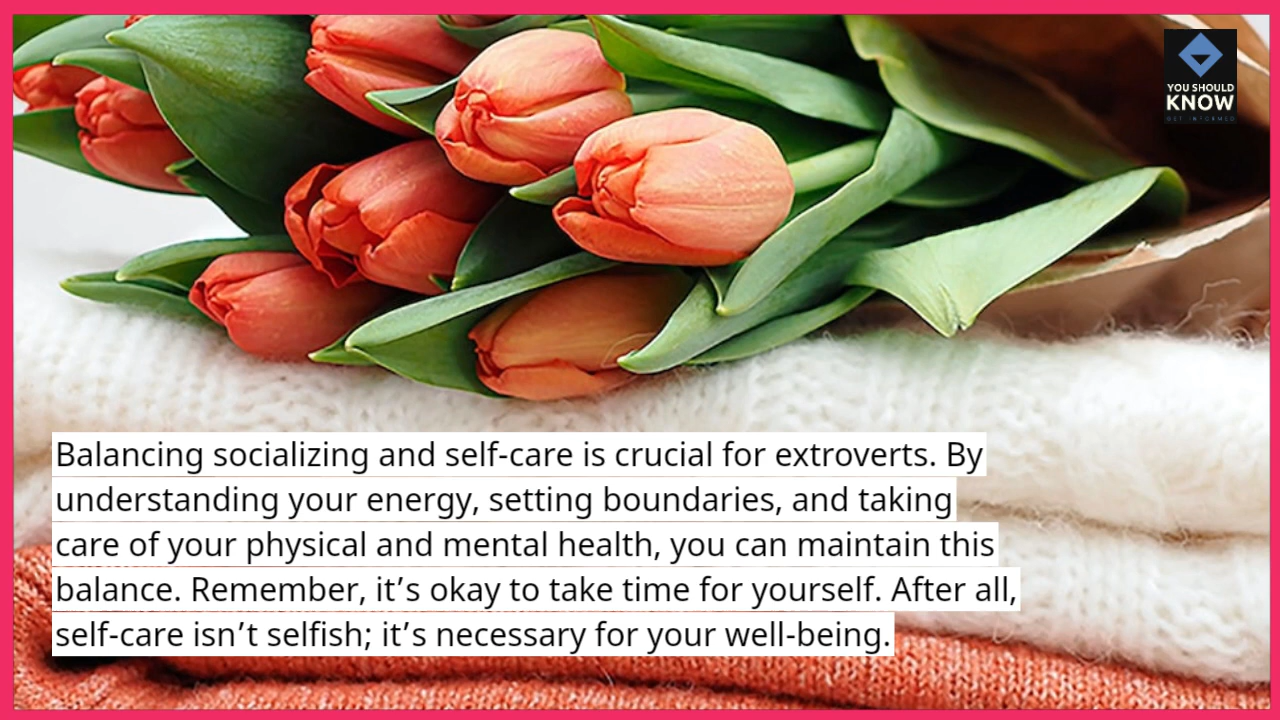 YOU SHOULD
KNOW
GET INFORMED
Balancing socializing and self-care is crucial for extroverts. By
understanding your energy, setting boundaries, and taking
care of your physical and mental health, you can maintain this
balance. Remember, it’s okay to take time for yourself. After all,
self-care isn’t selfish; it’s necessary for your well-being.